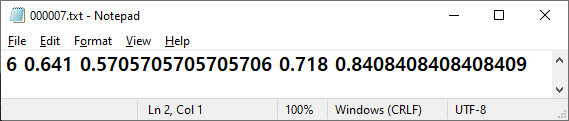 000007.txt - Notepad
File Edit Format View Help
6 0.641 0.5705705705705706 0.718 0.8408408408408409
Ln 2, Col 1 100% Windows (CRLF) UTF-8